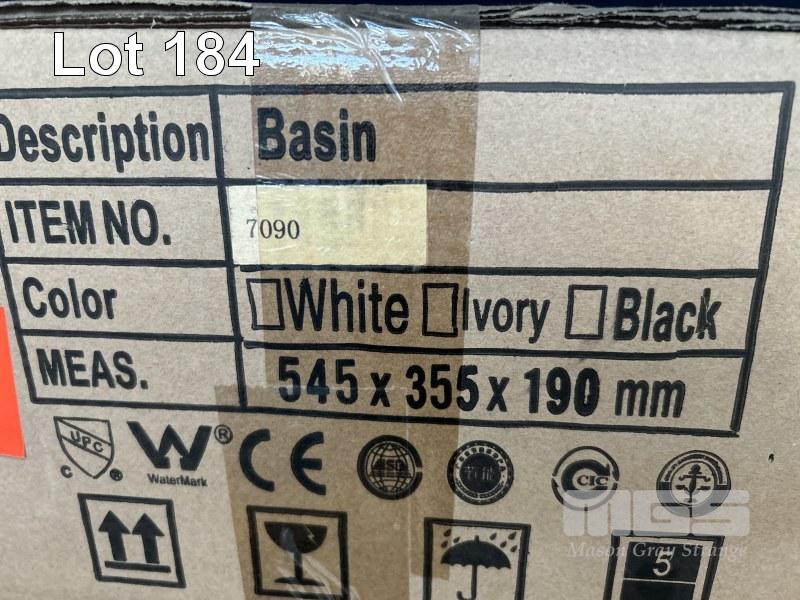 Lot 184
Description Basin
ITEM NO. 7090
Color White Ivory Black
MEAS. 545 x 355 x 190 mm
UPC C ® W® WaterMark CE CIC
MGS
Mason Gray Strange
5